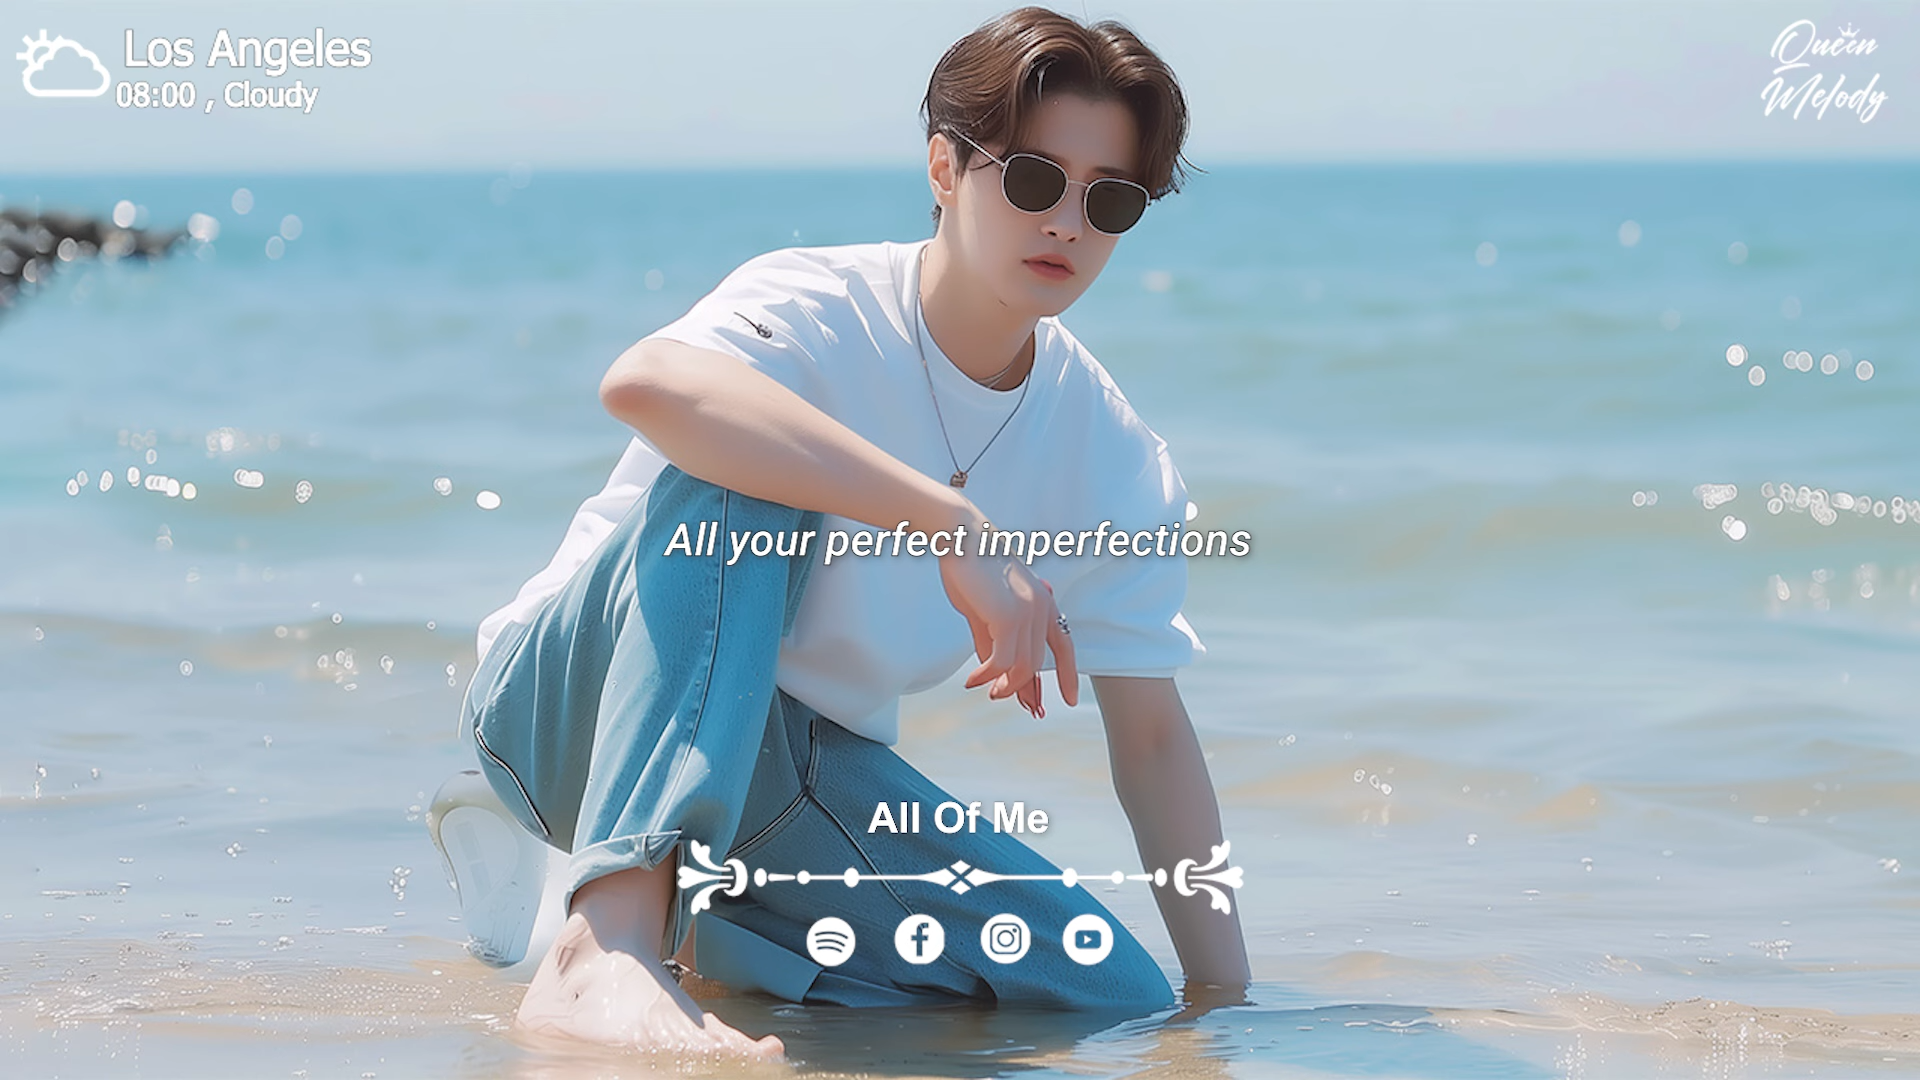 Los Angeles
08:00 , Cloudy
Queen
Melody
All your perfect imperfections
All Of Me